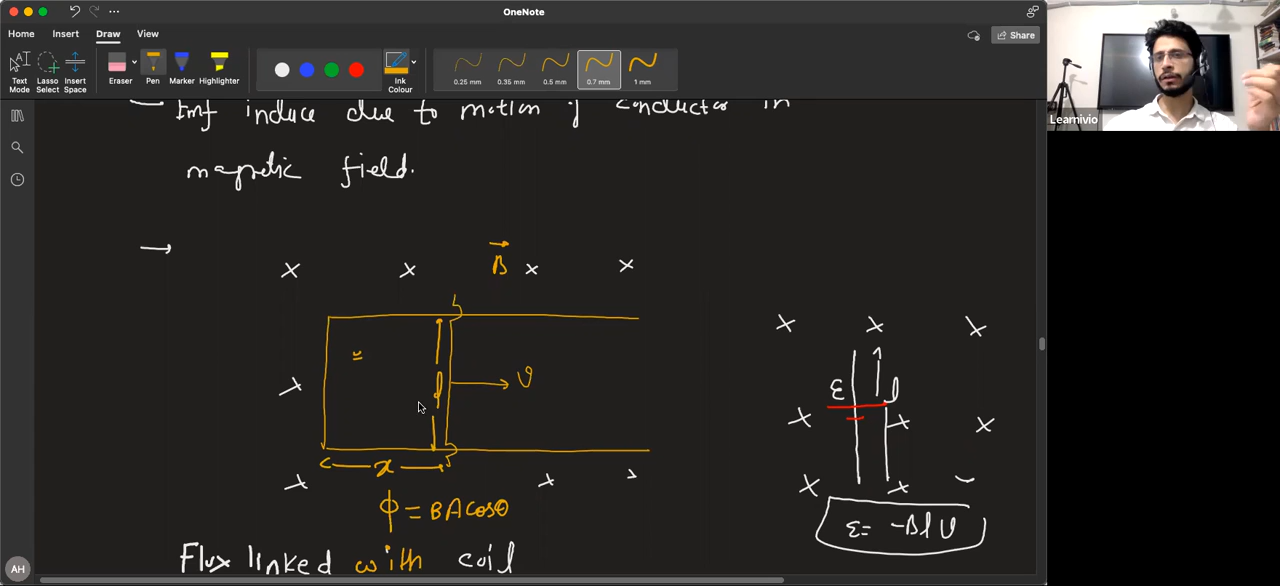 OneNote
Home Insert Draw View
Share
Text Mode
Lasso Select
Insert Space
Eraser
Pen
Marker
Highlighter
Ink Colour
0.25 mm
0.35 mm
0.5 mm
0.7 mm
1 mm
Learnivio
Emf induce due to motion of conductor in
magnetic field.
B
l
v
x
ϕ = BA cosθ
Flux linked with coil
ε
l
ε = -Blv
AH